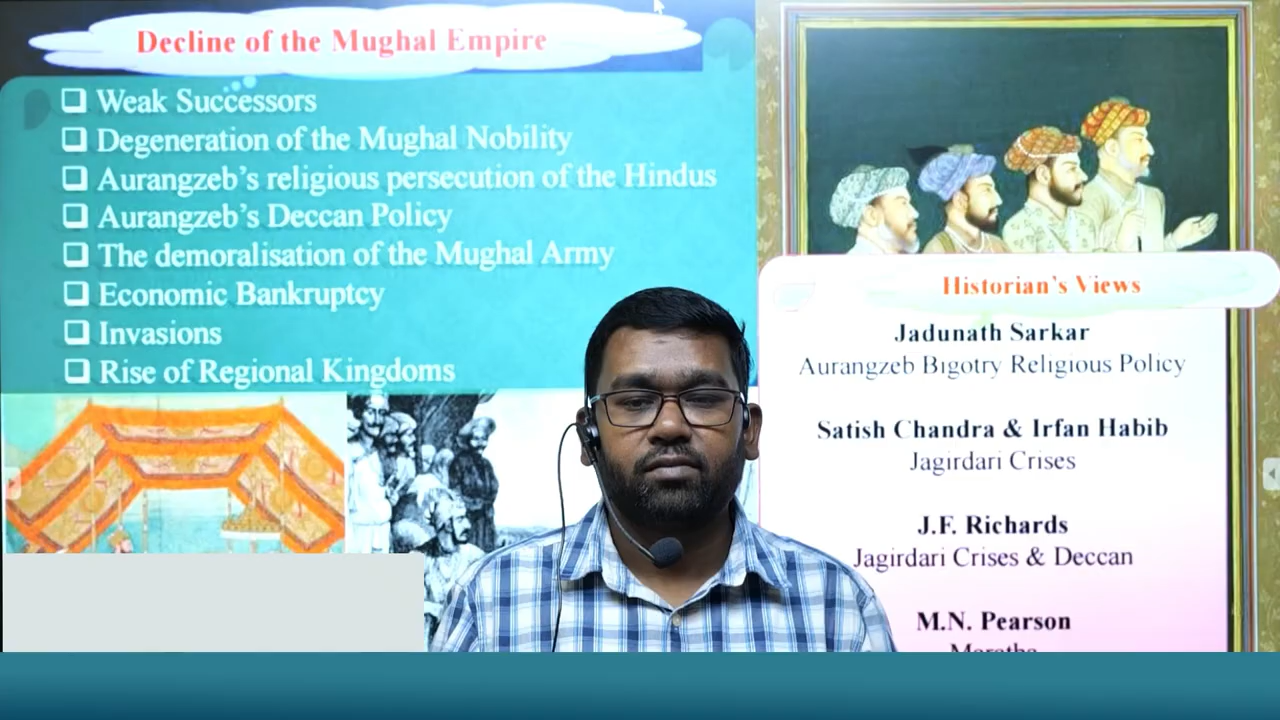 Decline of the Mughal Empire
Weak Successors
Degeneration of the Mughal Nobility
Aurangzeb's religious persecution of the Hindus
Aurangzeb's Deccan Policy
The demoralisation of the Mughal Army
Economic Bankruptcy
Invasions
Rise of Regional Kingdoms
Historian's Views
Jadunath Sarkar
Aurangzeb Bigotry Religious Policy
Satish Chandra & Irfan Habib
Jagirdari Crises
J.F. Richards
Jagirdari Crises & Deccan
M.N. Pearson